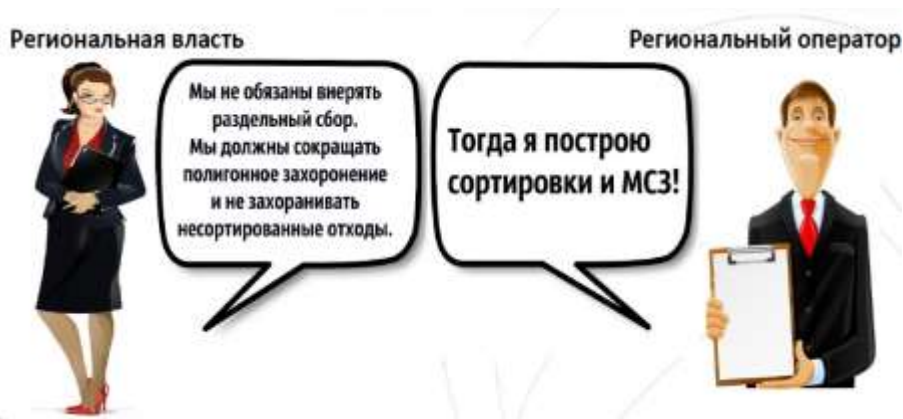 Региональная власть
Региональный оператор
Мы не обязаны внерять
раздельный сбор.
Мы должны сокращать
полигонное захоронение
и не захоранивать
несортированные отходы.
Тогда я построю
сортировки и МСЗ!